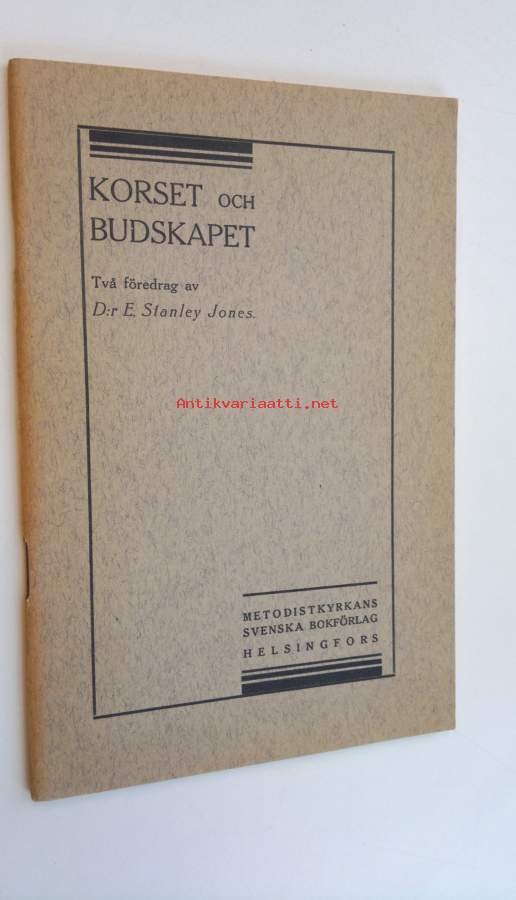 KORSET OCH
BUDSKAPET
Två föredrag av
D:r E. Stanley Jones.
Antikvariaatti.net
METODISTKYRKANS
SVENSKA BOKFÖRLAG
HELSINGFORS